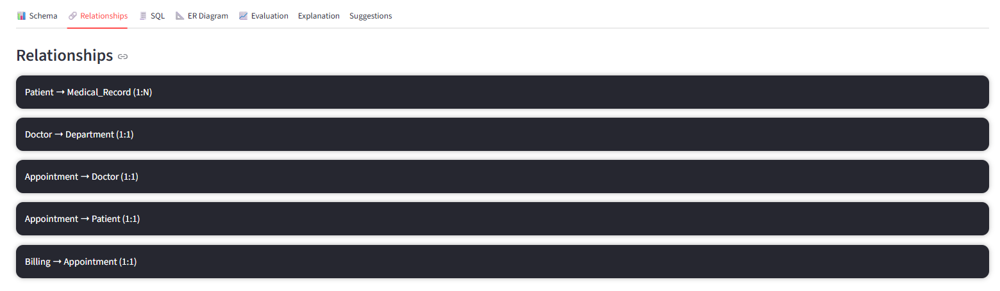 📊 Schema 🔗 Relationships 🧾 SQL 📐 ER Diagram 📈 Evaluation Explanation Suggestions
Relationships
Patient → Medical_Record (1:N)
Doctor → Department (1:1)
Appointment → Doctor (1:1)
Appointment → Patient (1:1)
Billing → Appointment (1:1)